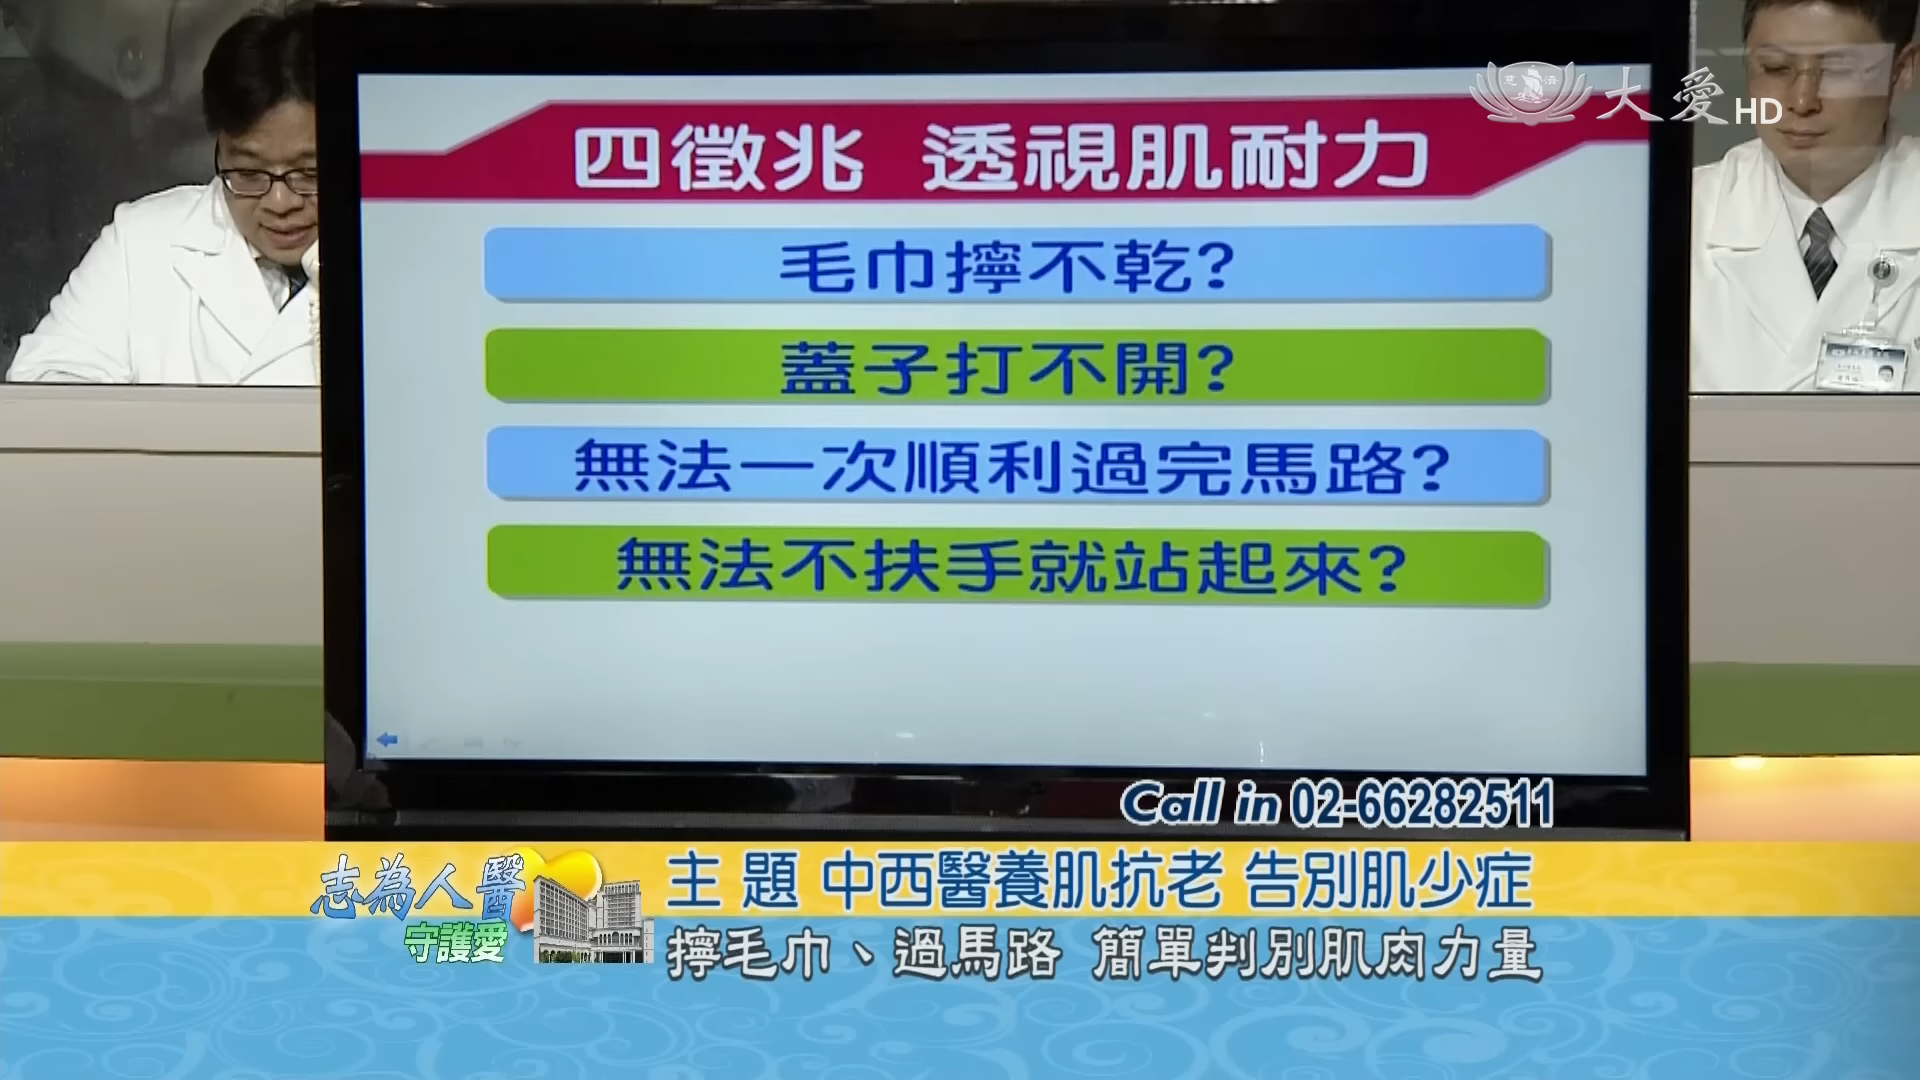 慈濟
大愛HD
四徵兆 透視肌耐力
毛巾擰不乾?
蓋子打不開?
無法一次順利過完馬路?
無法不扶手就站起來?
Call in 02-66282511
志為人醫
守護愛
主題 中西醫養肌抗老 告別肌少症
擰毛巾、過馬路 簡單判別肌肉力量